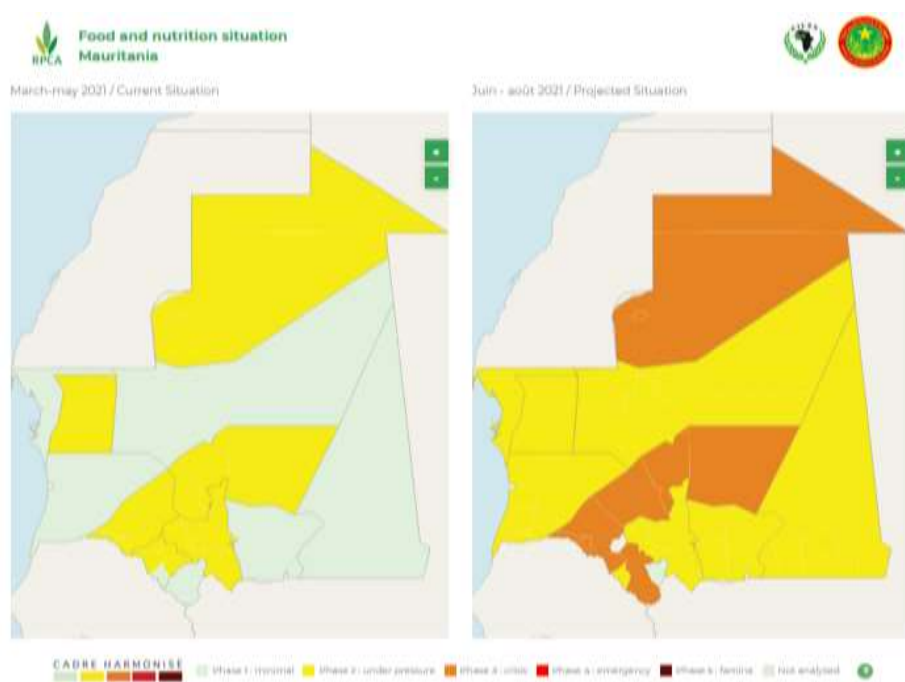 Food and nutrition situation
Mauritania
RPCA
March-may 2021 / Current Situation
Juin - août 2021 / Projected Situation
CADRE HARMONISÉ
Phase 1 : minimal
Phase 2 : under pressure
Phase 3 : crisis
Phase 4 : emergency
Phase 5 : famine
Not analysed